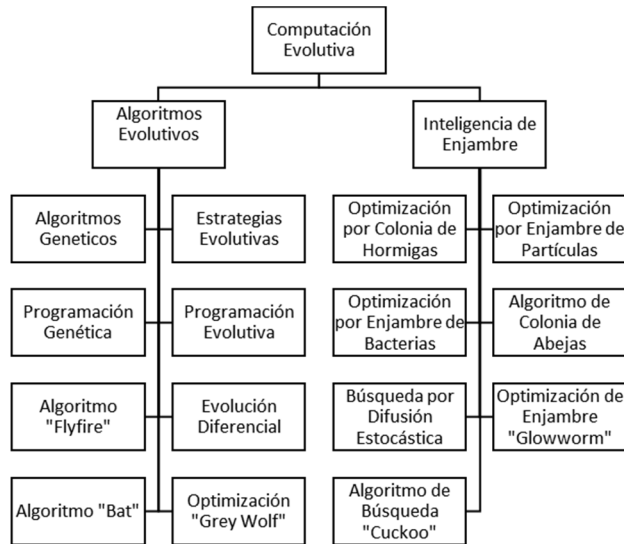 Computación
Evolutiva
Algoritmos
Evolutivos
Inteligencia de
Enjambre
Algoritmos
Geneticos
Estrategias
Evolutivas
Optimización
por Colonia de
Hormigas
Optimización
por Enjambre de
Partículas
Programación
Genética
Programación
Evolutiva
Optimización
por Enjambre de
Bacterias
Algoritmo de
Colonia de
Abejas
Algoritmo
"Flyfire"
Evolución
Diferencial
Búsqueda por
Difusión
Estocástica
Optimización de
Enjambre
"Glowworm"
Algoritmo "Bat"
Optimización
"Grey Wolf"
Algoritmo de
Búsqueda
"Cuckoo"